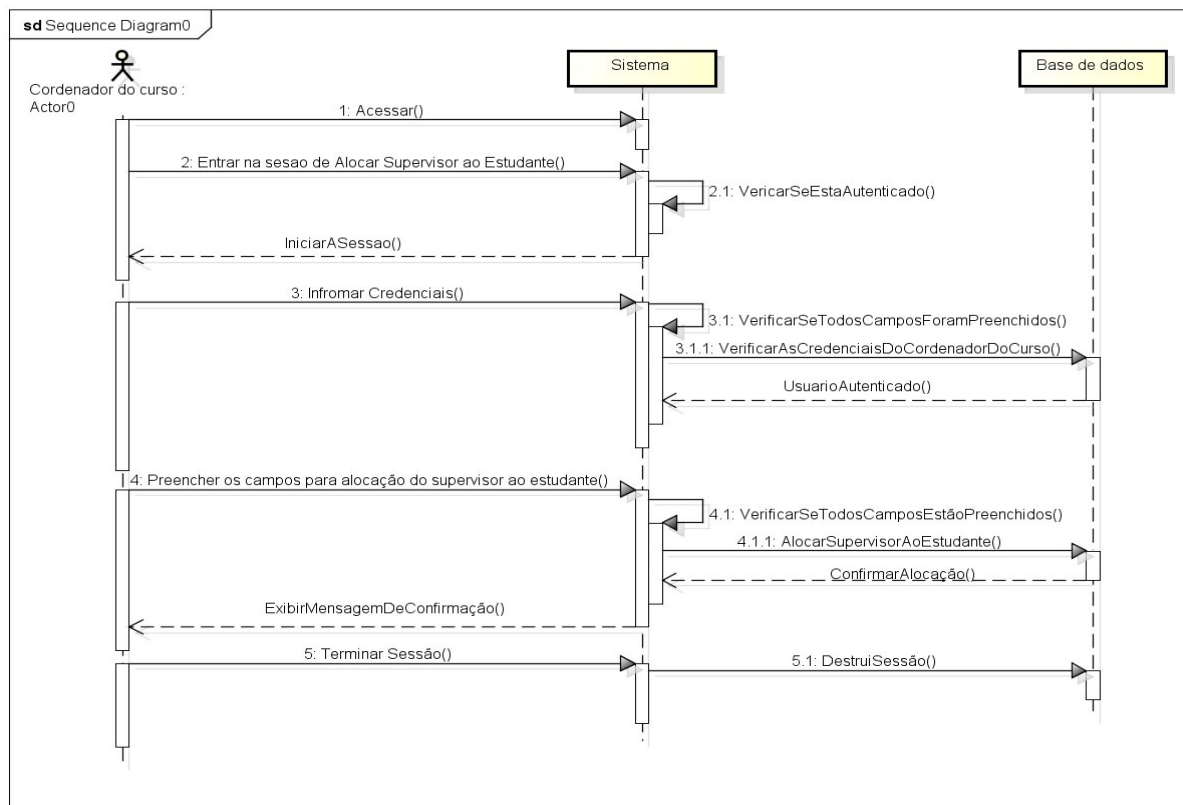 sd Sequence Diagram0
Cordenador do curso :
Actor0
Sistema
Base de dados
1: Acessar()
2: Entrar na sesao de Alocar Supervisor ao Estudante()
2.1: VericarSeEstaAutenticado()
IniciarASessao()
3: Infromar Credenciais()
3.1: VerificarSeTodosCamposForamPreenchidos()
3.1.1: VerificarAsCredenciaisDoCordenadorDoCurso()
UsuarioAutenticado()
4: Preencher os campos para alocação do supervisor ao estudante()
4.1: VerificarSeTodosCamposEstãoPreenchidos()
4.1.1: AlocarSupervisorAoEstudante()
ConfirmarAlocação()
ExibirMensagemDeConfirmação()
5: Terminar Sessão()
5.1: DestruiSessão()